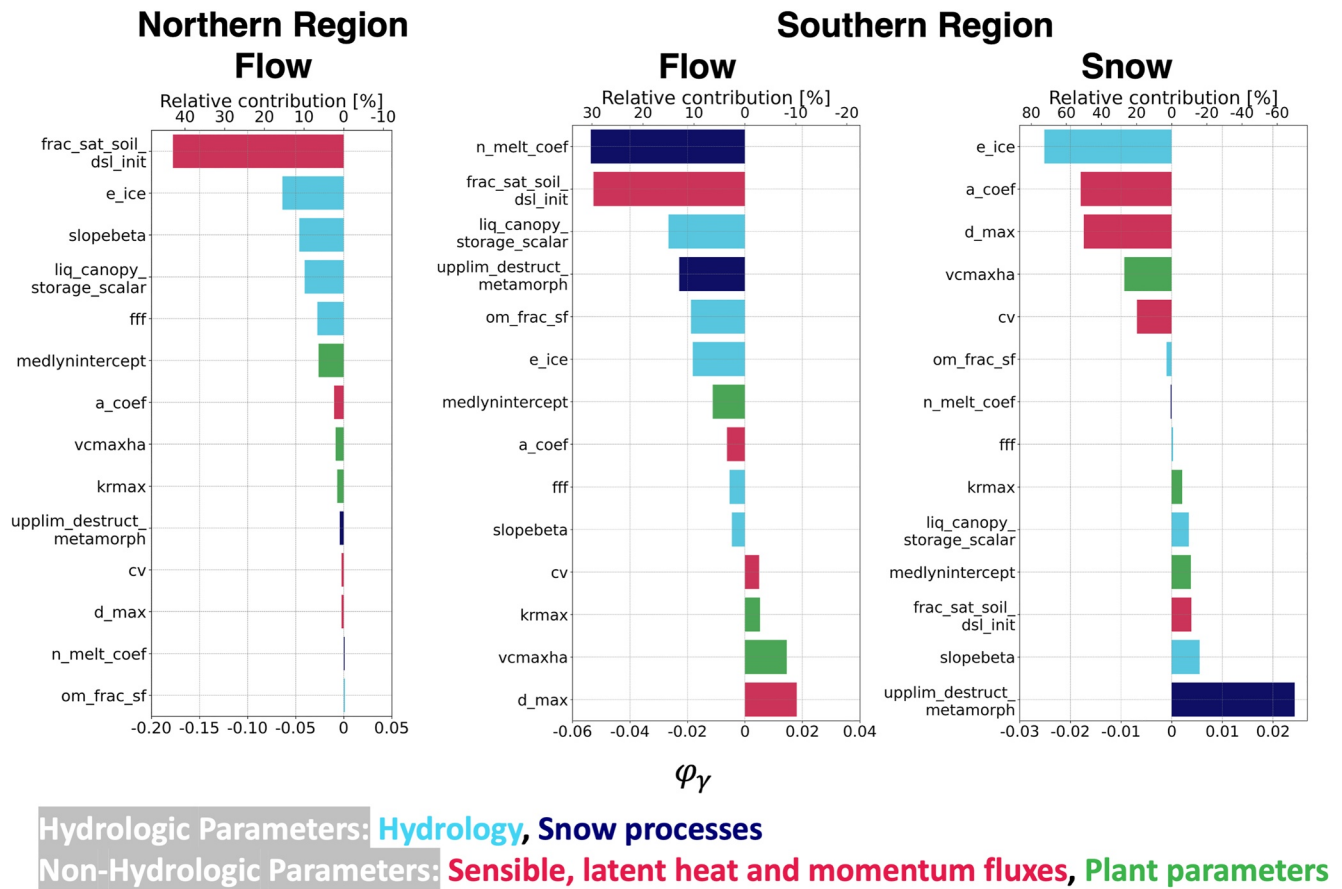 Northern Region
Southern Region
Flow
Flow
Snow
Relative contribution [%]
40 30 20 10 0 -10
frac_sat_soil_
dsl_init
e_ice
slopebeta
liq_canopy_
storage_scalar
fff
medlynintercept
a_coef
vcmaxha
krmax
upplim_destruct_
metamorph
cv
d_max
n_melt_coef
om_frac_sf
-0.20 -0.15 -0.10 -0.05 0 0.05
Relative contribution [%]
30 20 10 0 -10 -20
n_melt_coef
frac_sat_soil_
dsl_init
liq_canopy_
storage_scalar
upplim_destruct_
metamorph
om_frac_sf
e_ice
medlynintercept
a_coef
fff
slopebeta
cv
krmax
vcmaxha
d_max
-0.06 -0.04 -0.02 0 0.02 0.04
Relative contribution [%]
80 60 40 20 0 -20 -40 -60
e_ice
a_coef
d_max
vcmaxha
cv
om_frac_sf
n_melt_coef
fff
krmax
liq_canopy_
storage_scalar
medlynintercept
frac_sat_soil_
dsl_init
slopebeta
upplim_destruct_
metamorph
-0.03 -0.02 -0.01 0 0.01 0.02
φγ
Hydrologic Parameters: Hydrology, Snow processes
Non-Hydrologic Parameters: Sensible, latent heat and momentum fluxes, Plant parameters